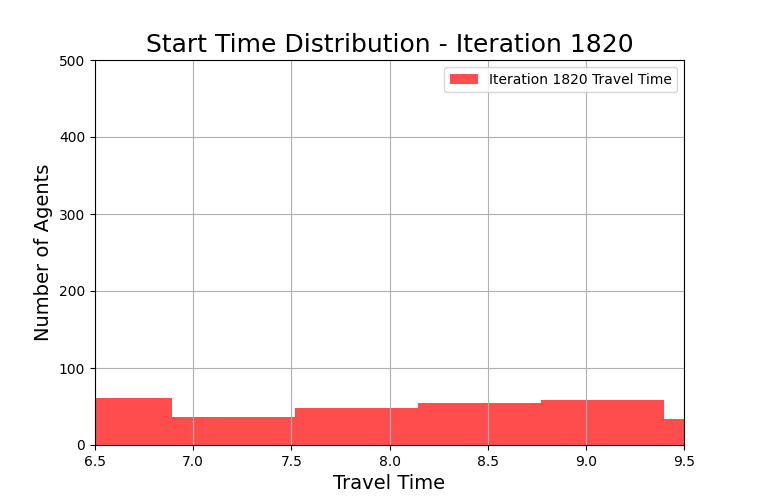 Start Time Distribution - Iteration 1820
Iteration 1820 Travel Time
Number of Agents
500
400
300
200
100
0
6.5 7.0 7.5 8.0 8.5 9.0 9.5
Travel Time